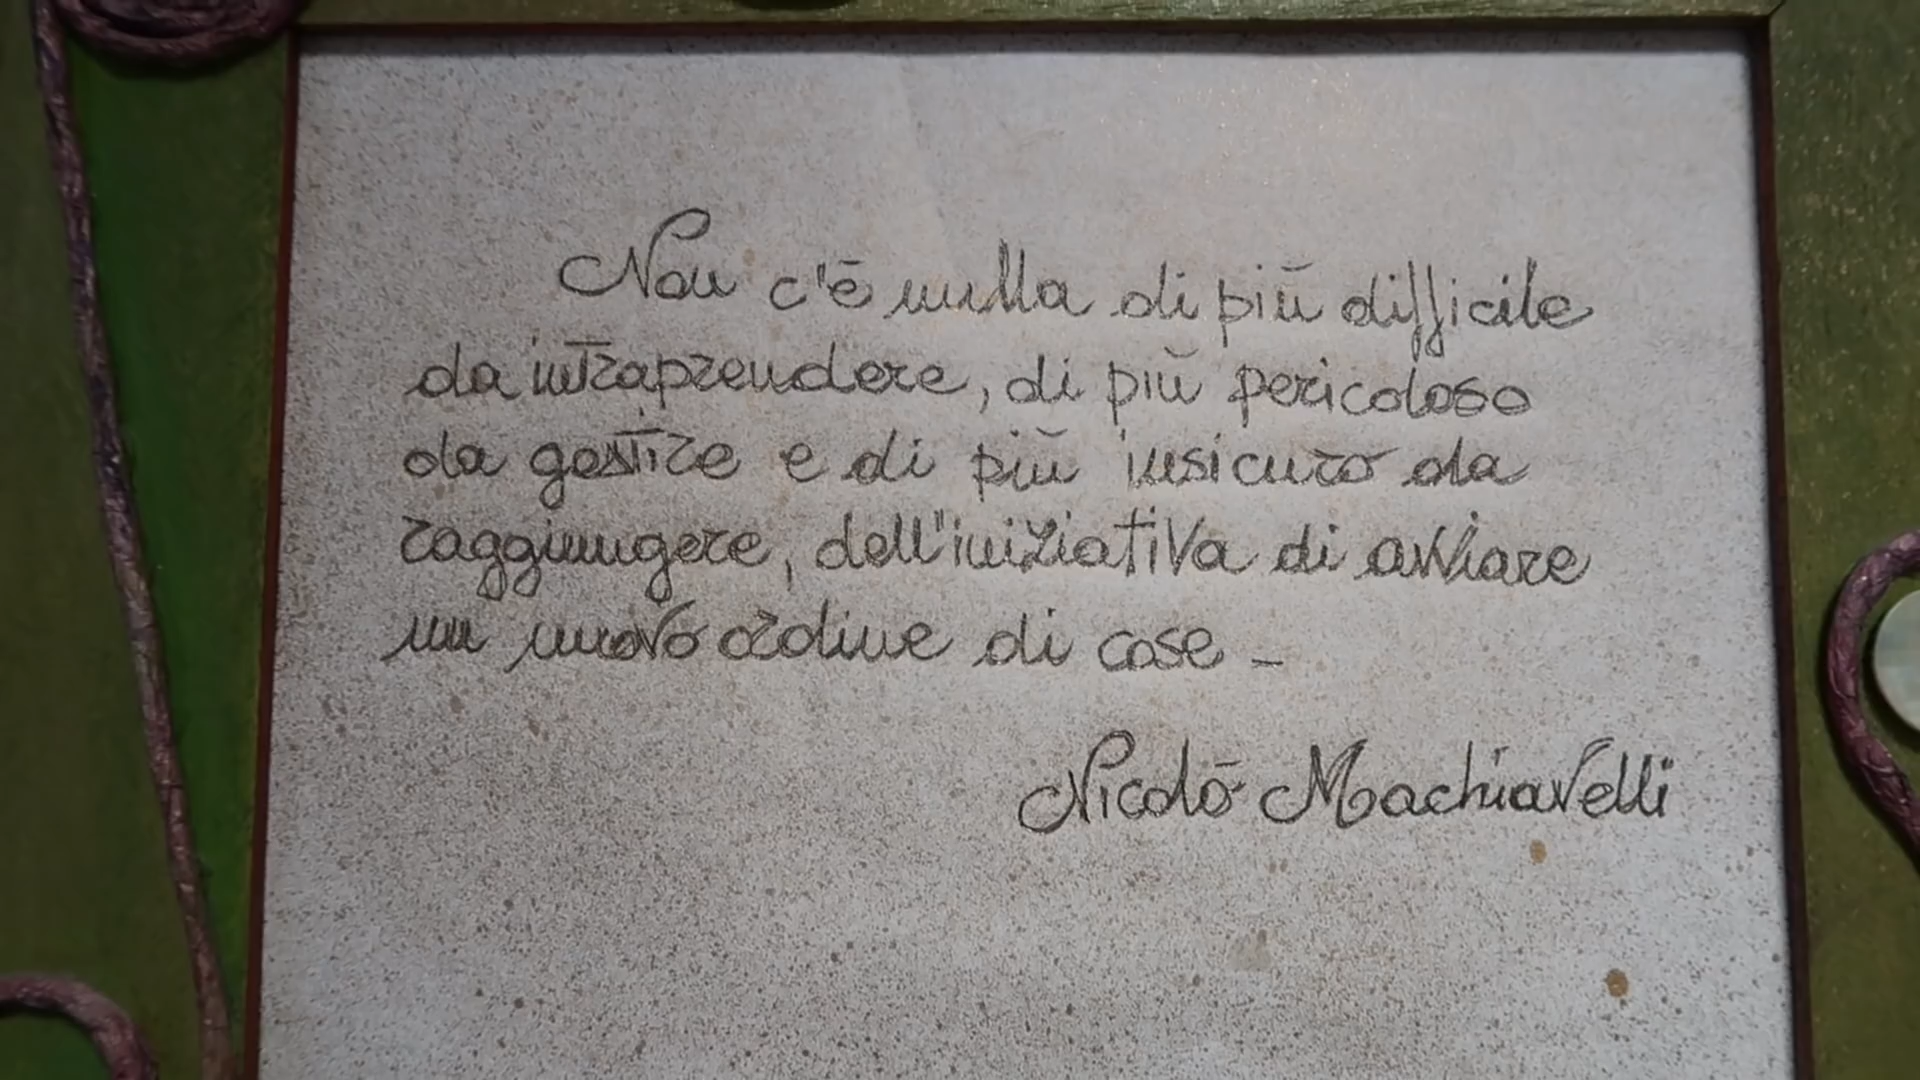 Non c'è nulla di più difficile
da intraprendere, di più pericoloso
da gestire e di più insicuro da
raggiungere, dell'iniziativa di avviare
un nuovo ordine di cose -
Nicolò Machiavelli